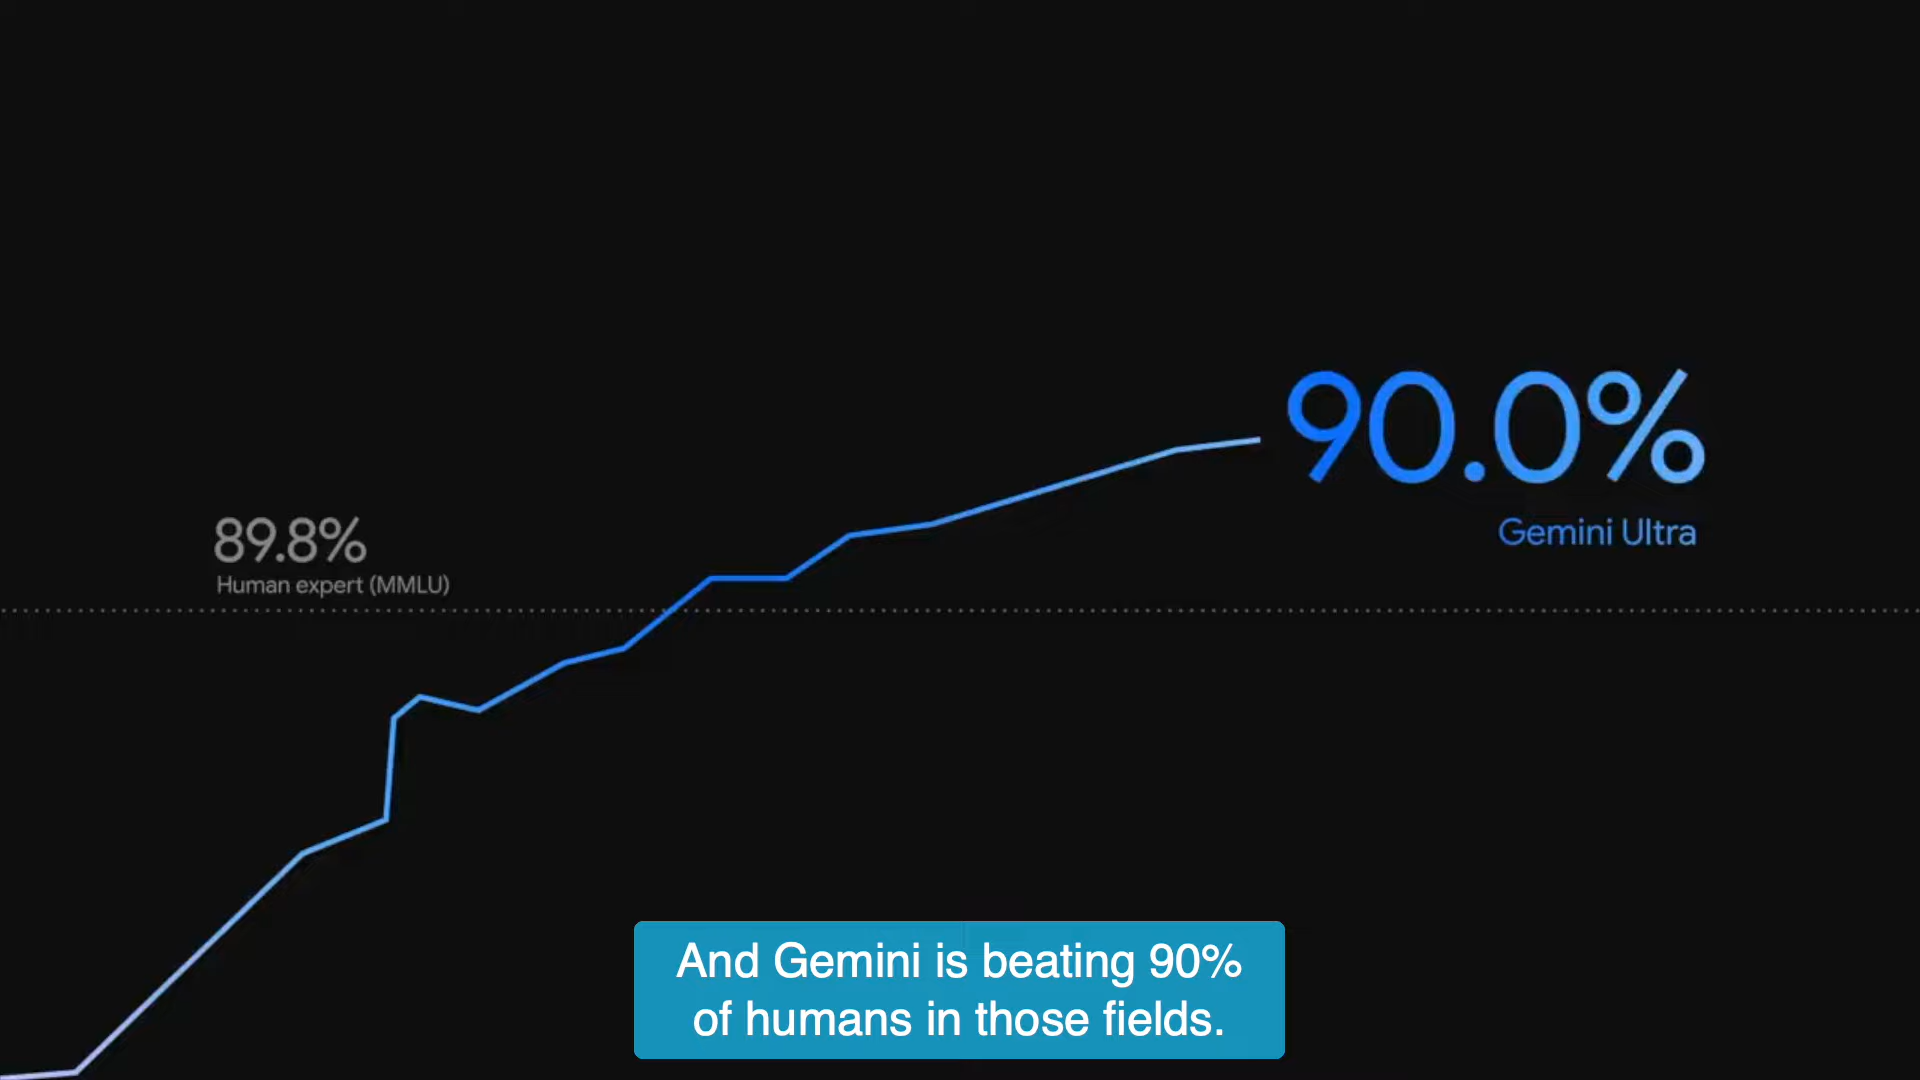 90.0%
Gemini Ultra
89.8%
Human expert (MMLU)
And Gemini is beating 90%
of humans in those fields.